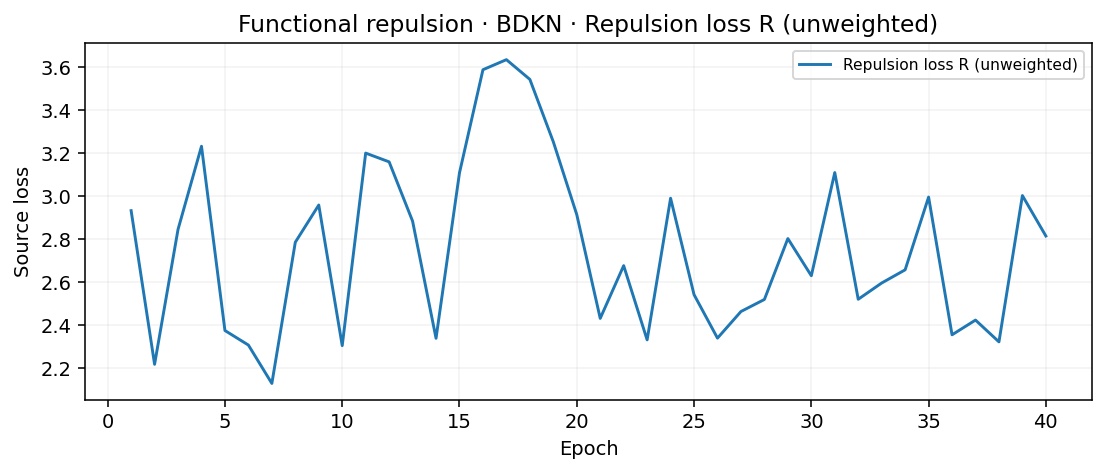 Functional repulsion · BDKN · Repulsion loss R (unweighted)
Repulsion loss R (unweighted)
Source loss
3.6
3.4
3.2
3.0
2.8
2.6
2.4
2.2
0 5 10 15 20 25 30 35 40
Epoch